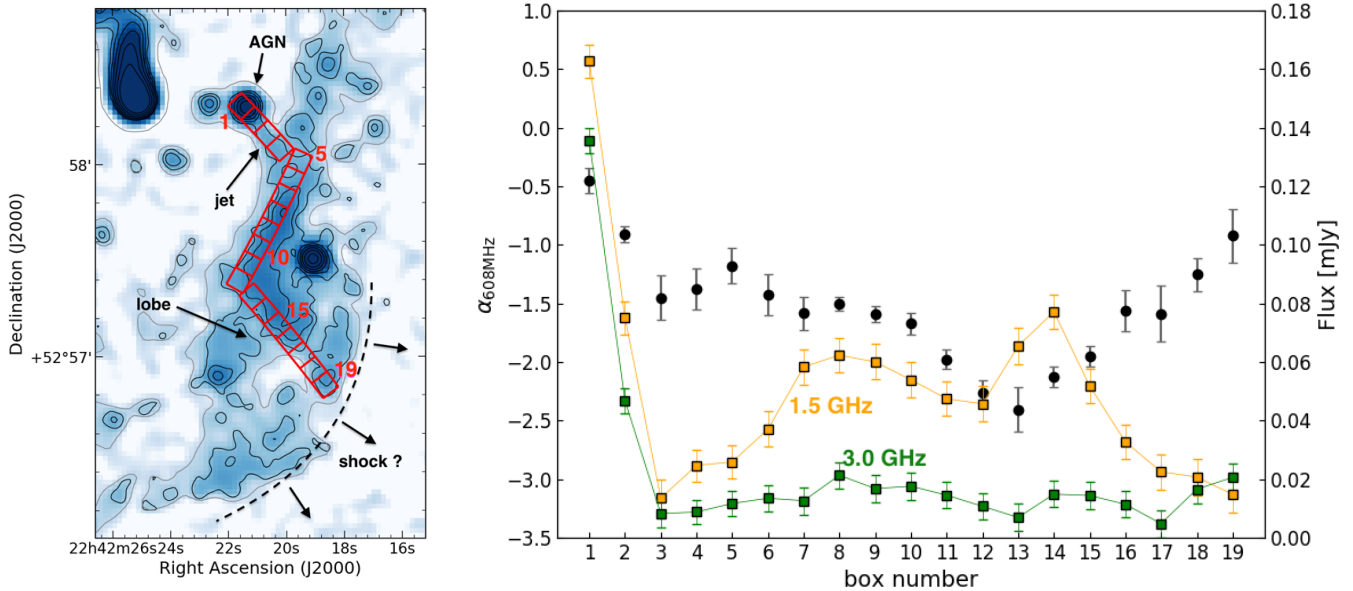 AGN
1
5
58'
jet
10
lobe
15
+52°57'
19
shock ?
Declination (J2000)
22h42m26s24s 22s 20s 18s 16s
Right Ascension (J2000)
1.0
0.5
0.0
−0.5
−1.0
−1.5
−2.0
−2.5
−3.0
−3.5
α608MHz
1.5 GHz
3.0 GHz
0.18
0.16
0.14
0.12
0.10
0.08
0.06
0.04
0.02
0.00
Flux [mJy]
1 2 3 4 5 6 7 8 9 10 11 12 13 14 15 16 17 18 19
box number